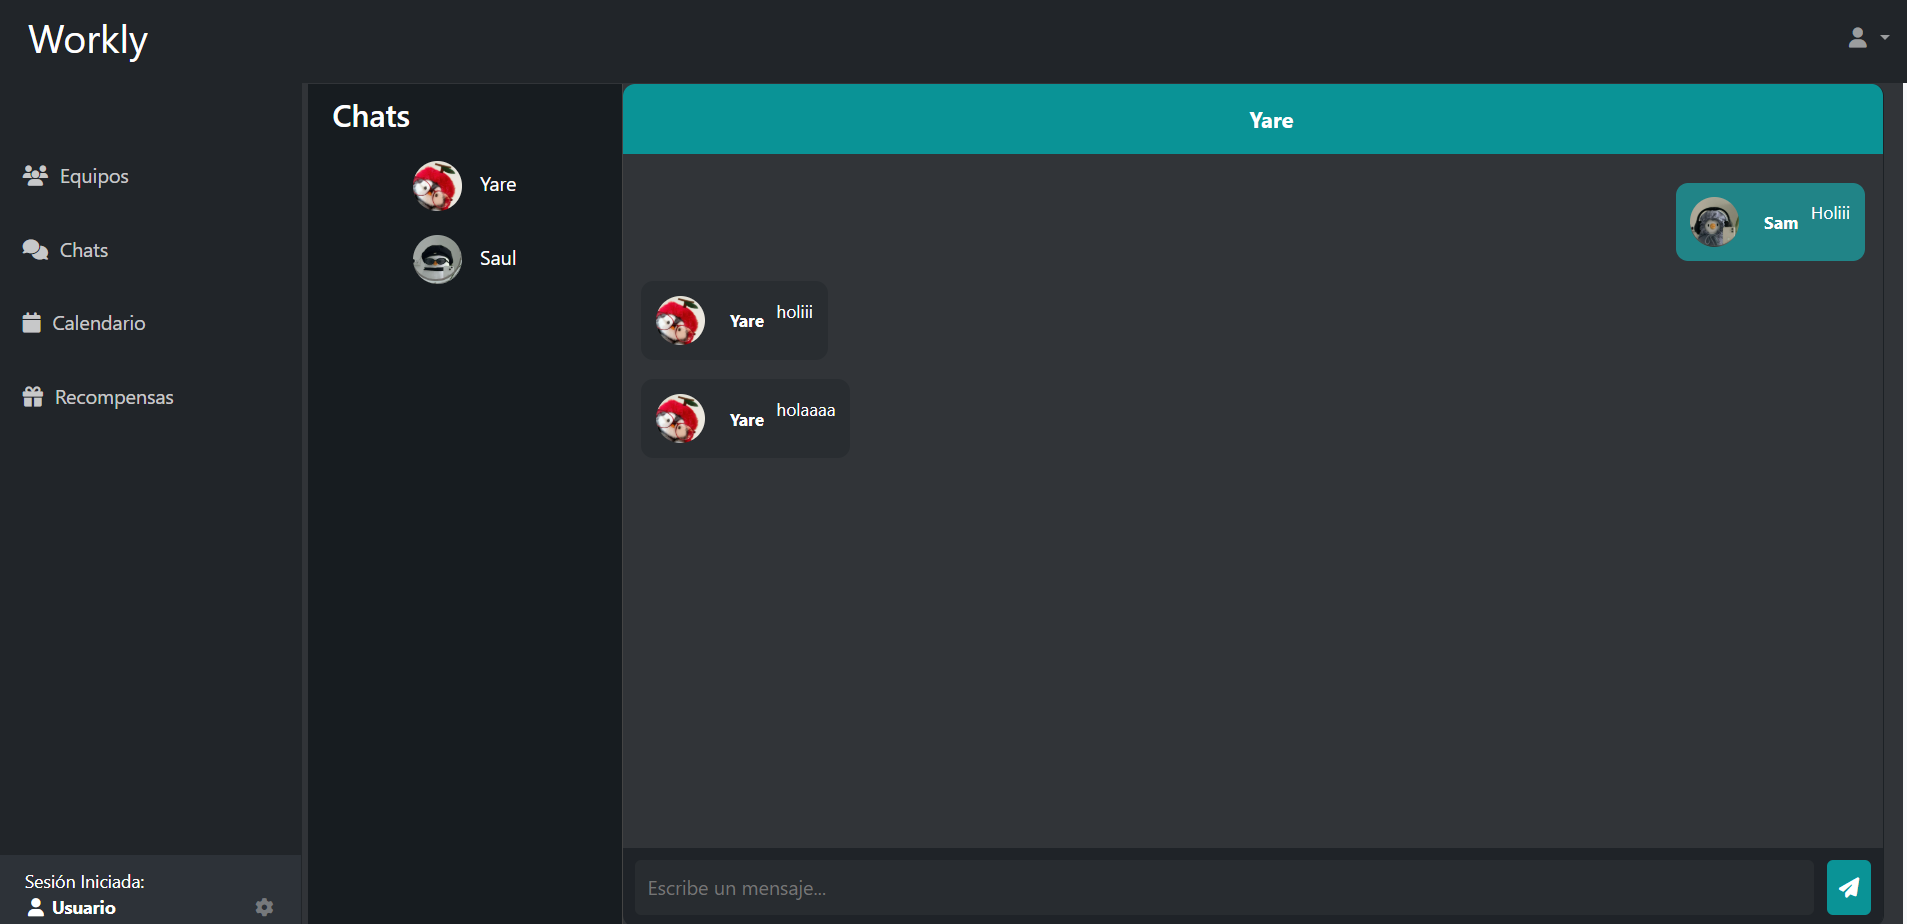 Workly
Equipos
Chats
Calendario
Recompensas
Sesión Iniciada:
Usuario
Chats
Yare
Saul
Yare
Sam Holiii
Yare holiii
Yare holaaaa
Escribe un mensaje...